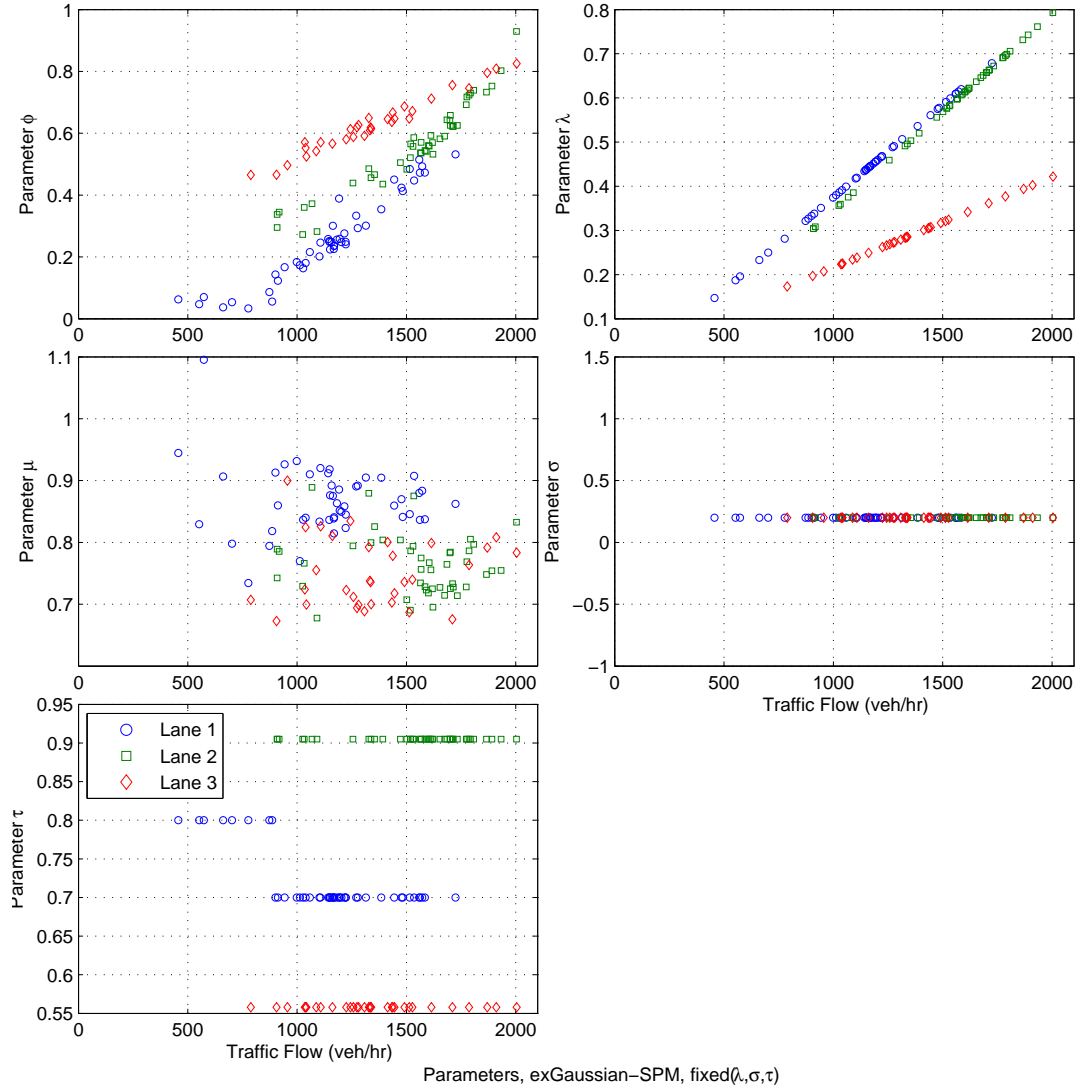 1
0.8
0.6
0.4
0.2
0
Parameter ϕ
0 500 1000 1500 2000
0.8
0.7
0.6
0.5
0.4
0.3
0.2
0.1
Parameter λ
0 500 1000 1500 2000
1.1
1
0.9
0.8
0.7
Parameter μ
0 500 1000 1500 2000
1.5
1
0.5
0
−0.5
−1
Parameter σ
0 500 1000 1500 2000
Traffic Flow (veh/hr)
0.95
0.9
0.85
0.8
0.75
0.7
0.65
0.6
0.55
Parameter τ
Lane 1
Lane 2
Lane 3
0 500 1000 1500 2000
Traffic Flow (veh/hr)
Parameters, exGaussian−SPM, fixed(λ,σ,τ)